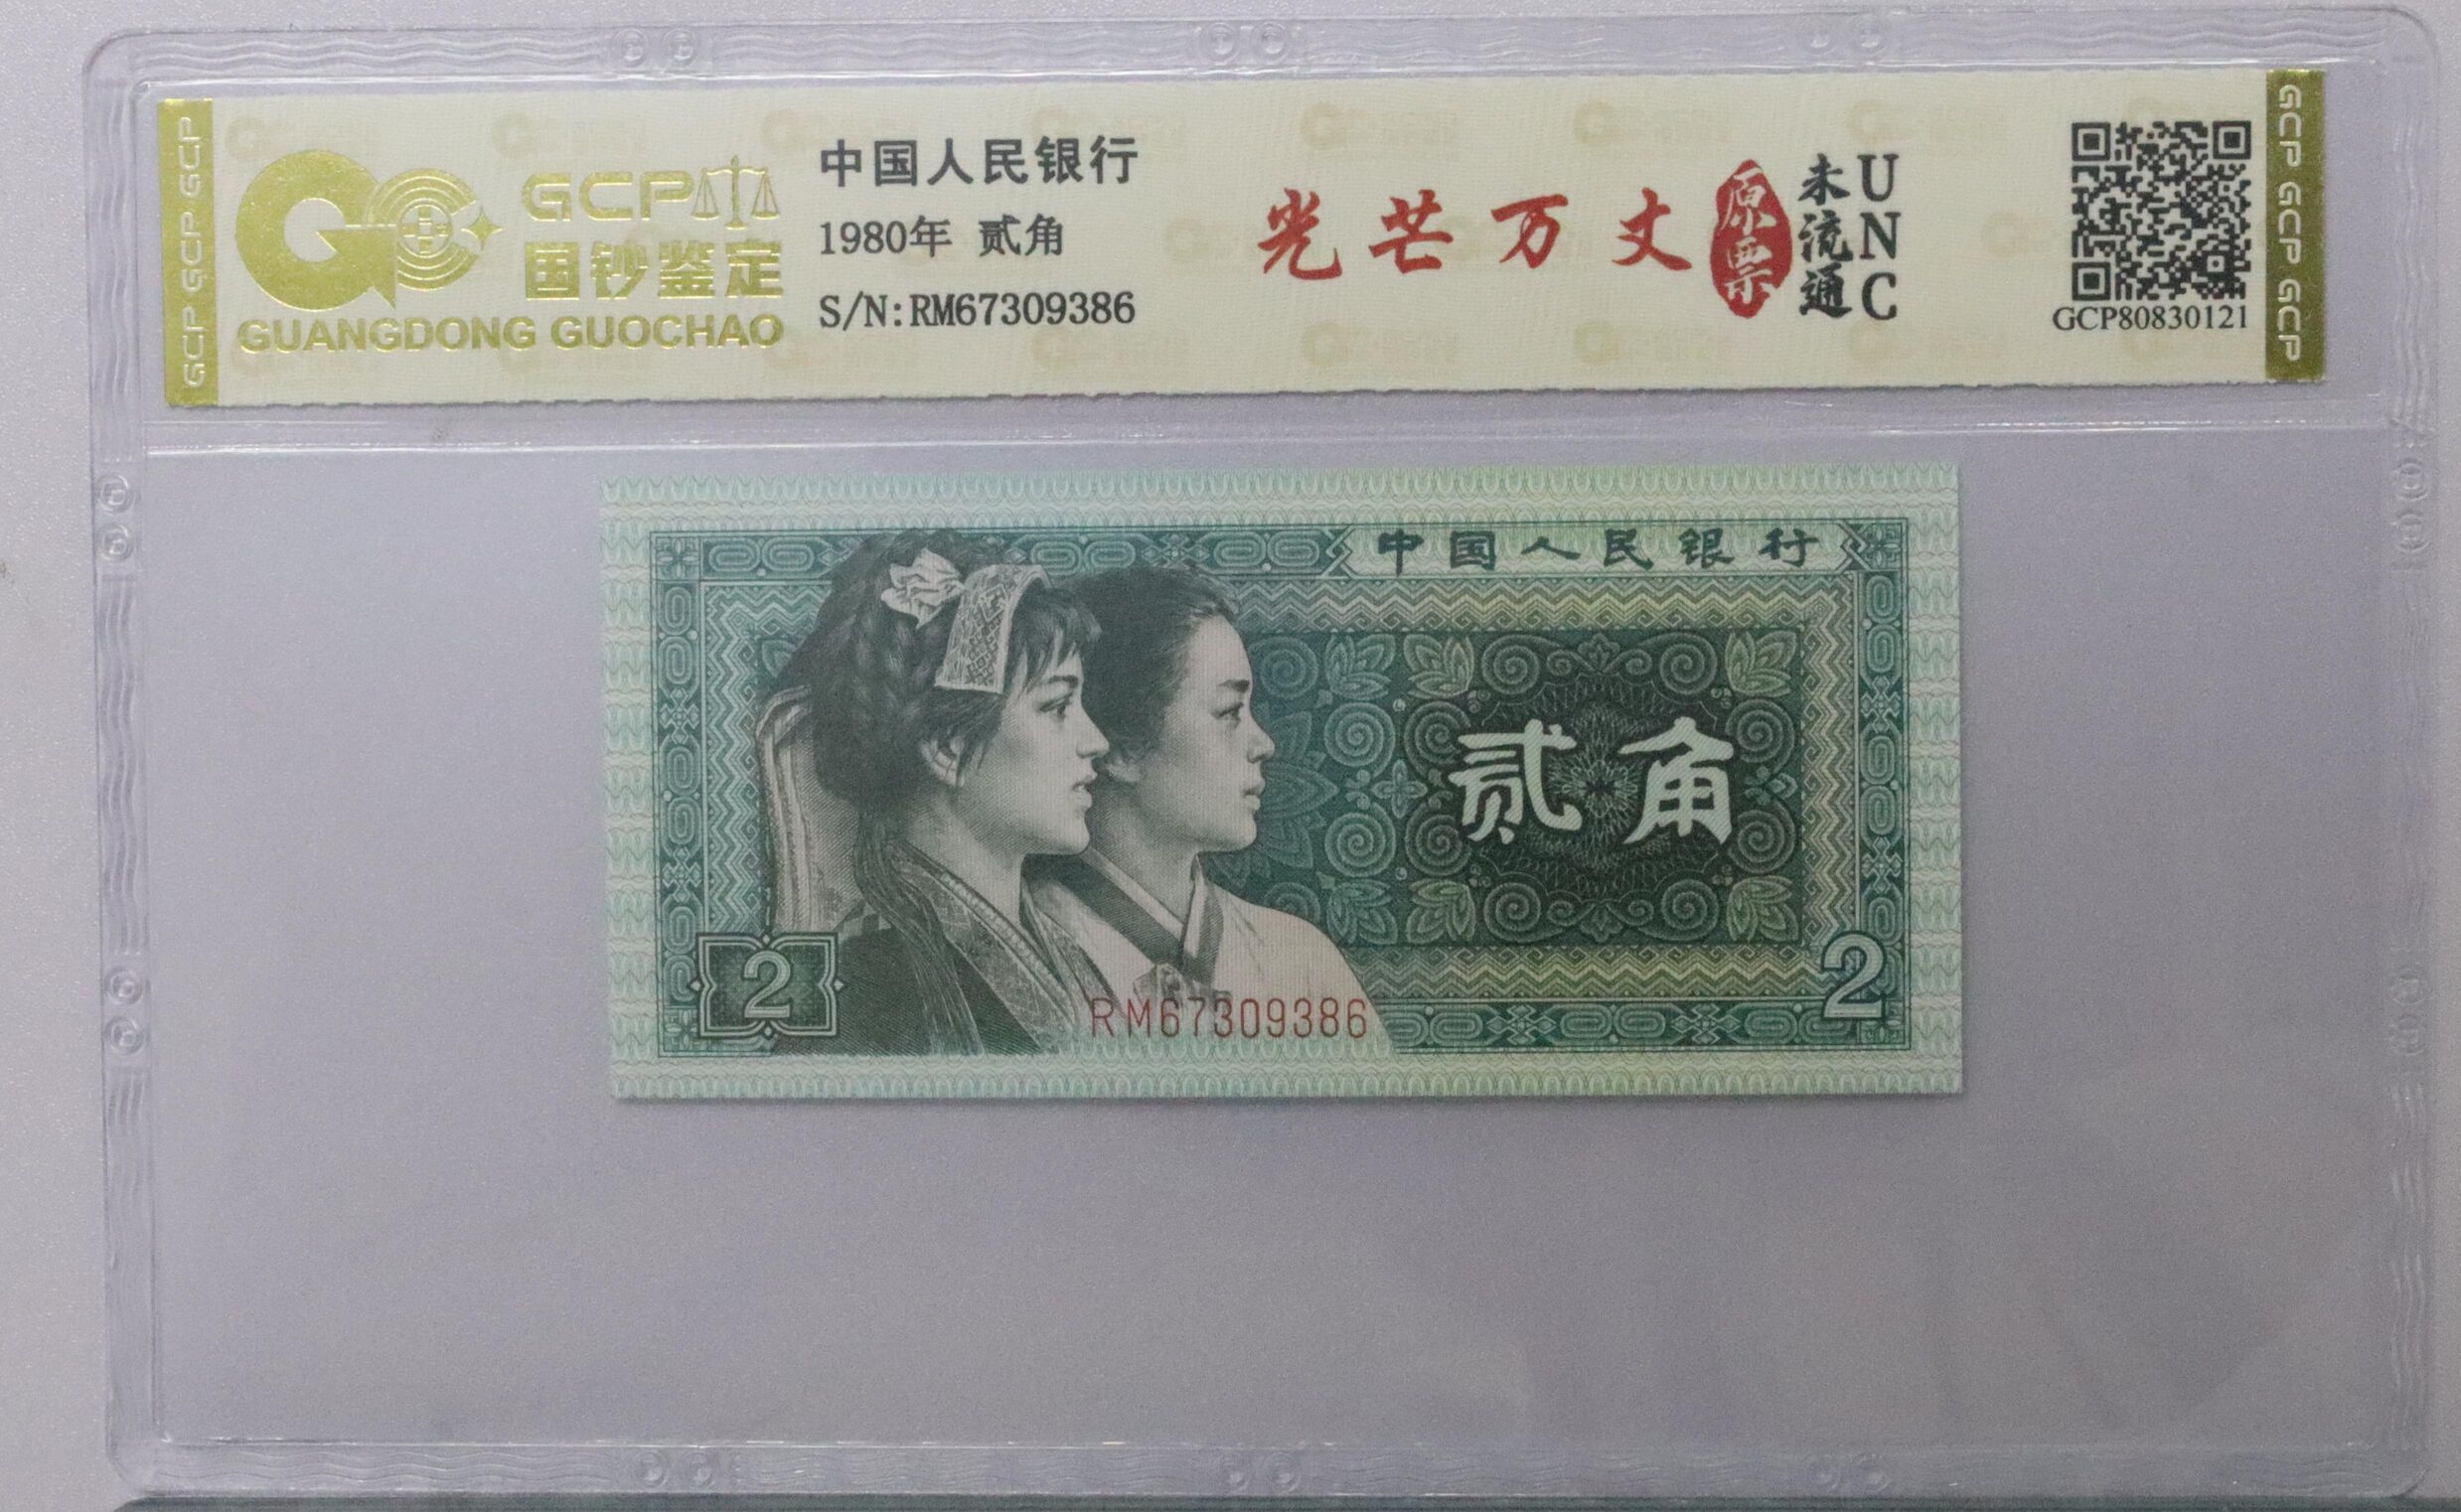 GCP GCP GCP
GCP
国钞鉴定
GUANGDONG GUOCHAO
中国人民银行
1980年 贰角
S/N:RM67309386
光芒万丈
原票
未流通
UNC
GCP80830121
GCP GCP GCP
中国人民银行
贰角
2
RM67309386
2